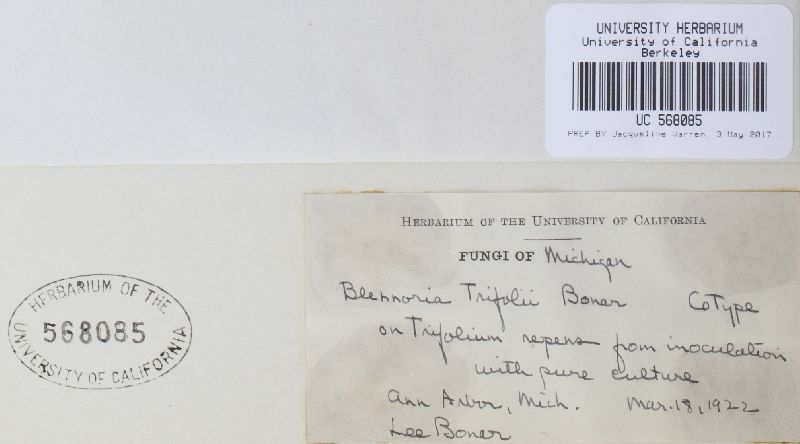 UNIVERSITY HERBARIUM
University of California
Berkeley
UC 568085
PREP BY Jacqueline Warren, 3 May 2017
HERBARIUM OF THE
568085
UNIVERSITY OF CALIFORNIA
HERBARIUM OF THE UNIVERSITY OF CALIFORNIA
FUNGI OF Michigan
Blennoria Trifolii Bonar CoType
on Trifolium repens from inoculation
with pure culture
Ann Arbor, Mich. Mar. 18, 1922
Lee Bonar